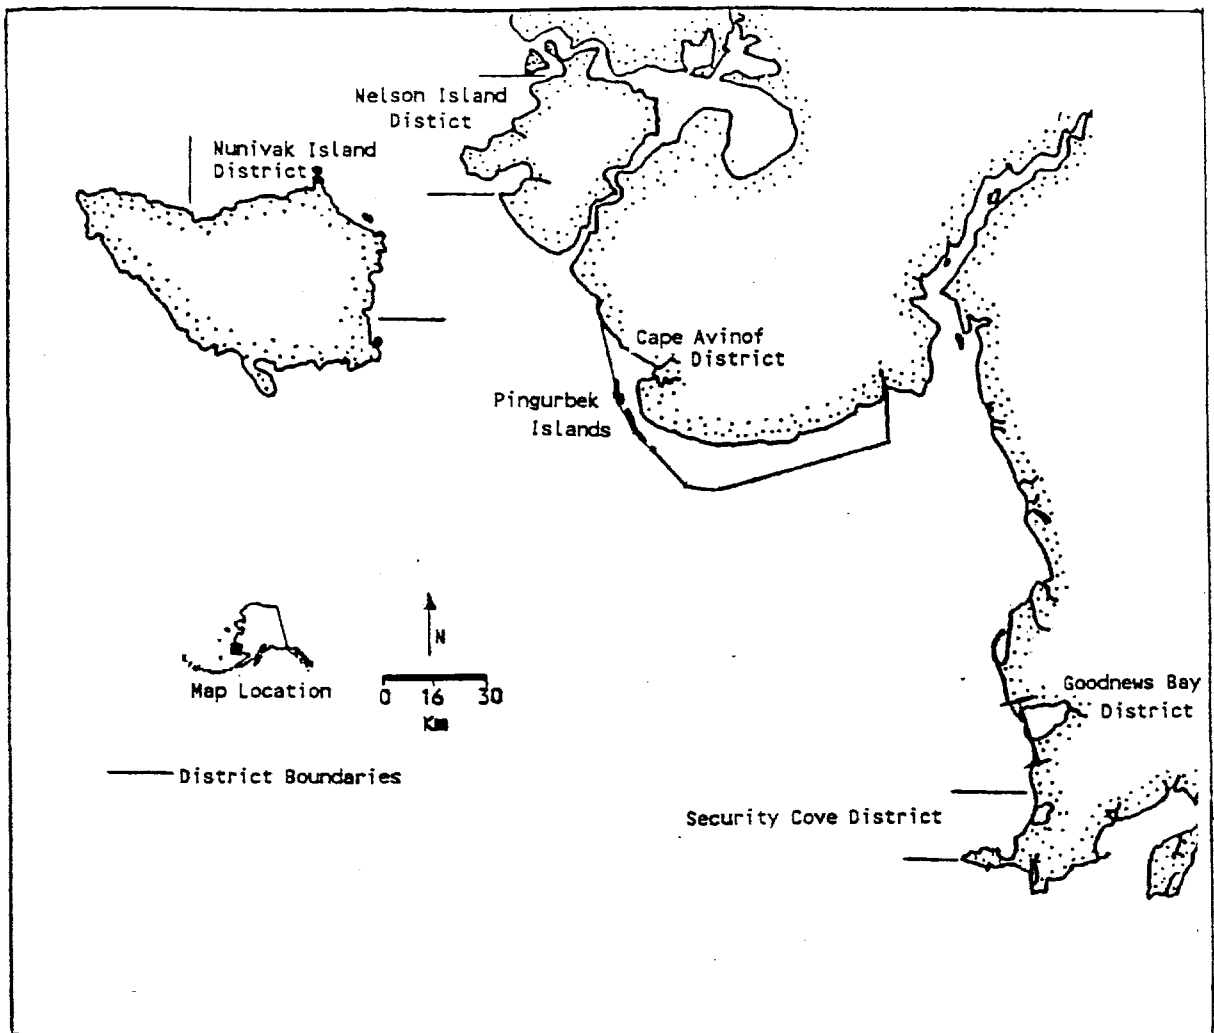 Nelson Island
Distict
Nunivak Island
District
Cape Avinof
District
Pingurbek
Islands
N
Map Location
0 16 30
Km
Goodnews Bay
District
District Boundaries
Security Cove District